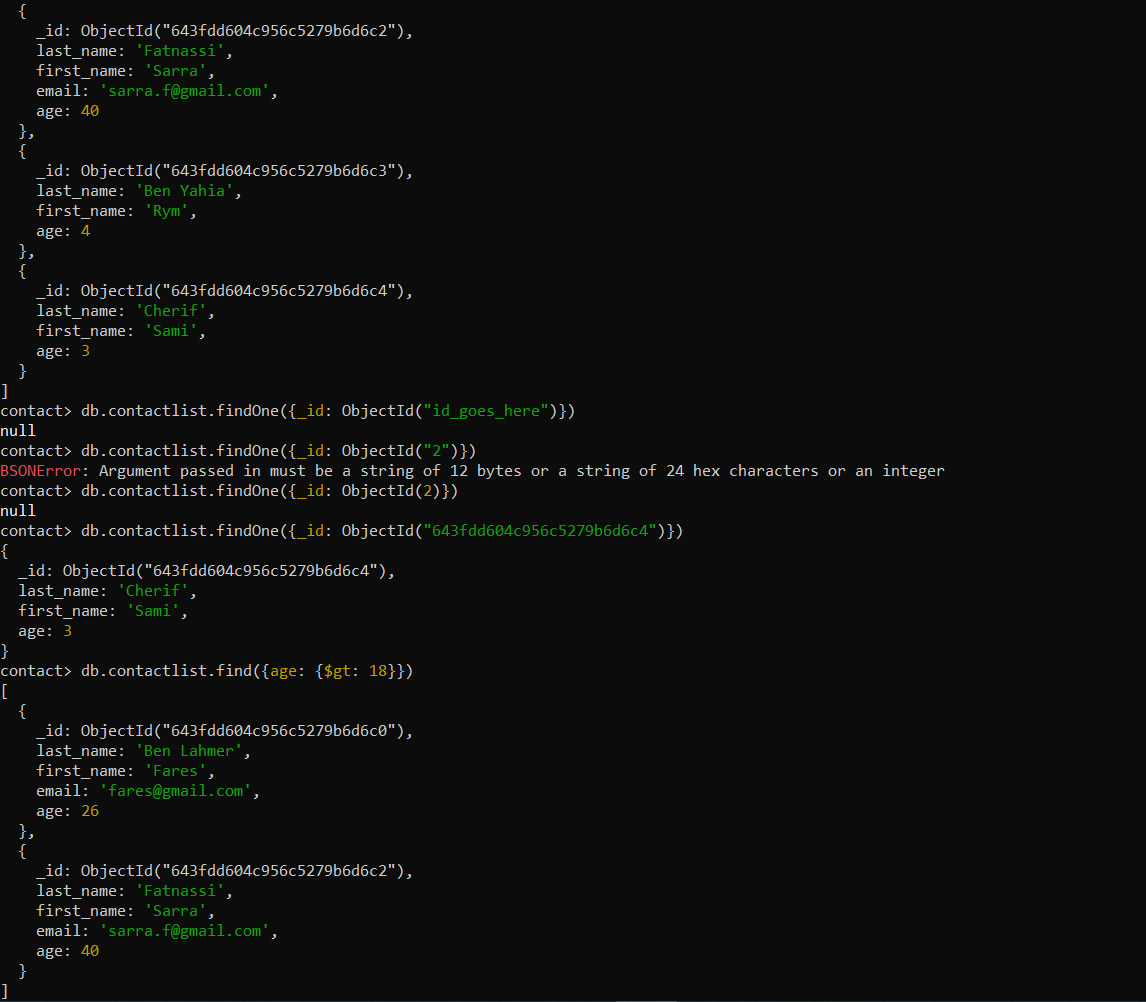 {
_id: ObjectId("643fdd604c956c5279b6d6c2"),
last_name: 'Fatnassi',
first_name: 'Sarra',
email: 'sarra.f@gmail.com',
age: 40
},
{
_id: ObjectId("643fdd604c956c5279b6d6c3"),
last_name: 'Ben Yahia',
first_name: 'Rym',
age: 4
},
{
_id: ObjectId("643fdd604c956c5279b6d6c4"),
last_name: 'Cherif',
first_name: 'Sami',
age: 3
}
]
contact> db.contactlist.findOne({_id: ObjectId("id_goes_here")})
null
contact> db.contactlist.findOne({_id: ObjectId("2")})
BSONError: Argument passed in must be a string of 12 bytes or a string of 24 hex characters or an integer
contact> db.contactlist.findOne({_id: ObjectId(2)})
null
contact> db.contactlist.findOne({_id: ObjectId("643fdd604c956c5279b6d6c4")})
{
_id: ObjectId("643fdd604c956c5279b6d6c4"),
last_name: 'Cherif',
first_name: 'Sami',
age: 3
}
contact> db.contactlist.find({age: {$gt: 18}})
[
{
_id: ObjectId("643fdd604c956c5279b6d6c0"),
last_name: 'Ben Lahmer',
first_name: 'Fares',
email: 'fares@gmail.com',
age: 26
},
{
_id: ObjectId("643fdd604c956c5279b6d6c2"),
last_name: 'Fatnassi',
first_name: 'Sarra',
email: 'sarra.f@gmail.com',
age: 40
}
]